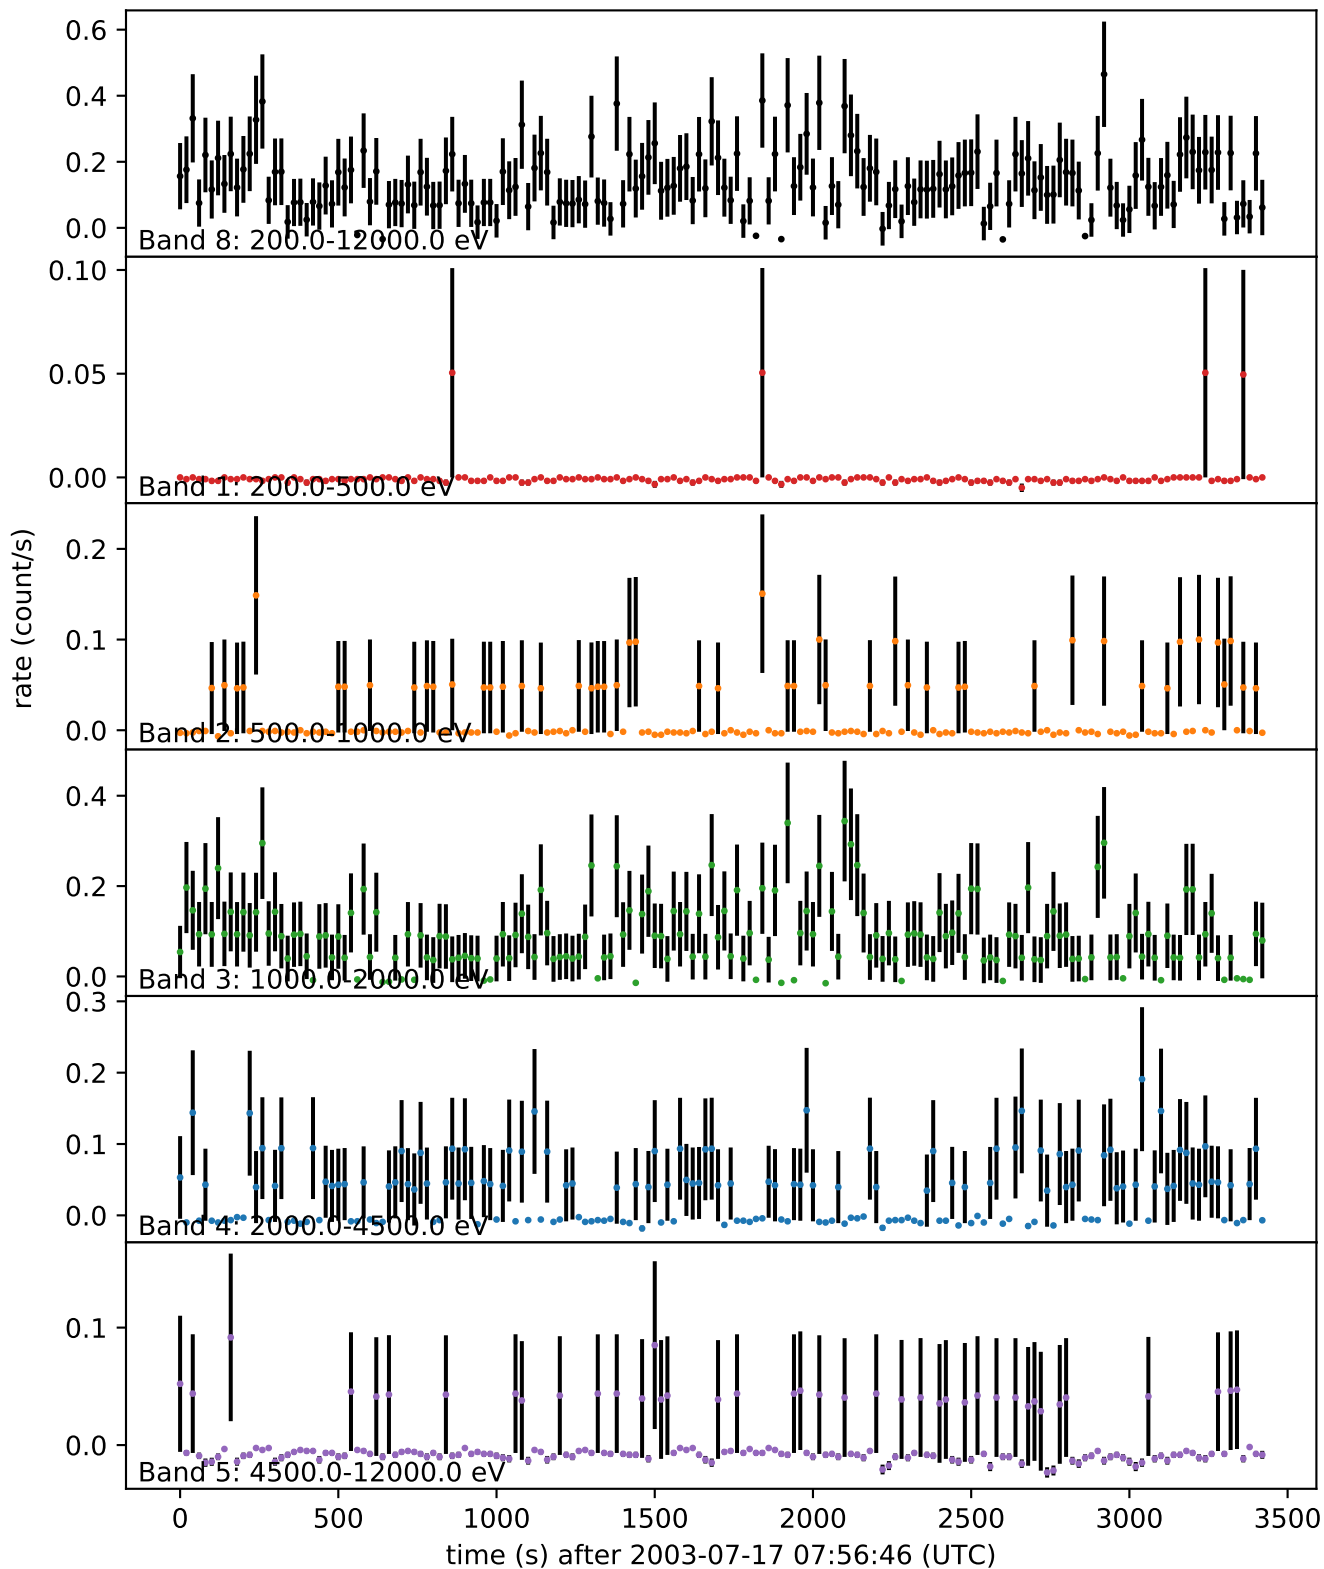 0.6
0.4
0.2
0.0
Band 8: 200.0-12000.0 eV
0.10
0.05
0.00
Band 1: 200.0-500.0 eV
0.2
0.1
0.0
Band 2: 500.0-1000.0 eV
rate (count/s)
0.4
0.2
0.0
Band 3: 1000.0-2000.0 eV
0.3
0.2
0.1
0.0
Band 4: 2000.0-4500.0 eV
0.1
0.0
Band 5: 4500.0-12000.0 eV
0 500 1000 1500 2000 2500 3000 3500
time (s) after 2003-07-17 07:56:46 (UTC)